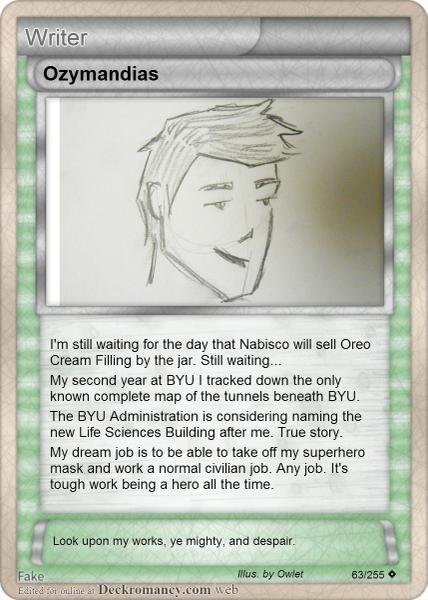 Writer
Ozymandias
I'm still waiting for the day that Nabisco will sell Oreo
Cream Filling by the jar. Still waiting...
My second year at BYU I tracked down the only
known complete map of the tunnels beneath BYU.
The BYU Administration is considering naming the
new Life Sciences Building after me. True story.
My dream job is to be able to take off my superhero
mask and work a normal civilian job. Any job. It's
tough work being a hero all the time.
Look upon my works, ye mighty, and despair.
Fake
Illus. by Owlet
63/255
Edited for online at Deckromancy.com web